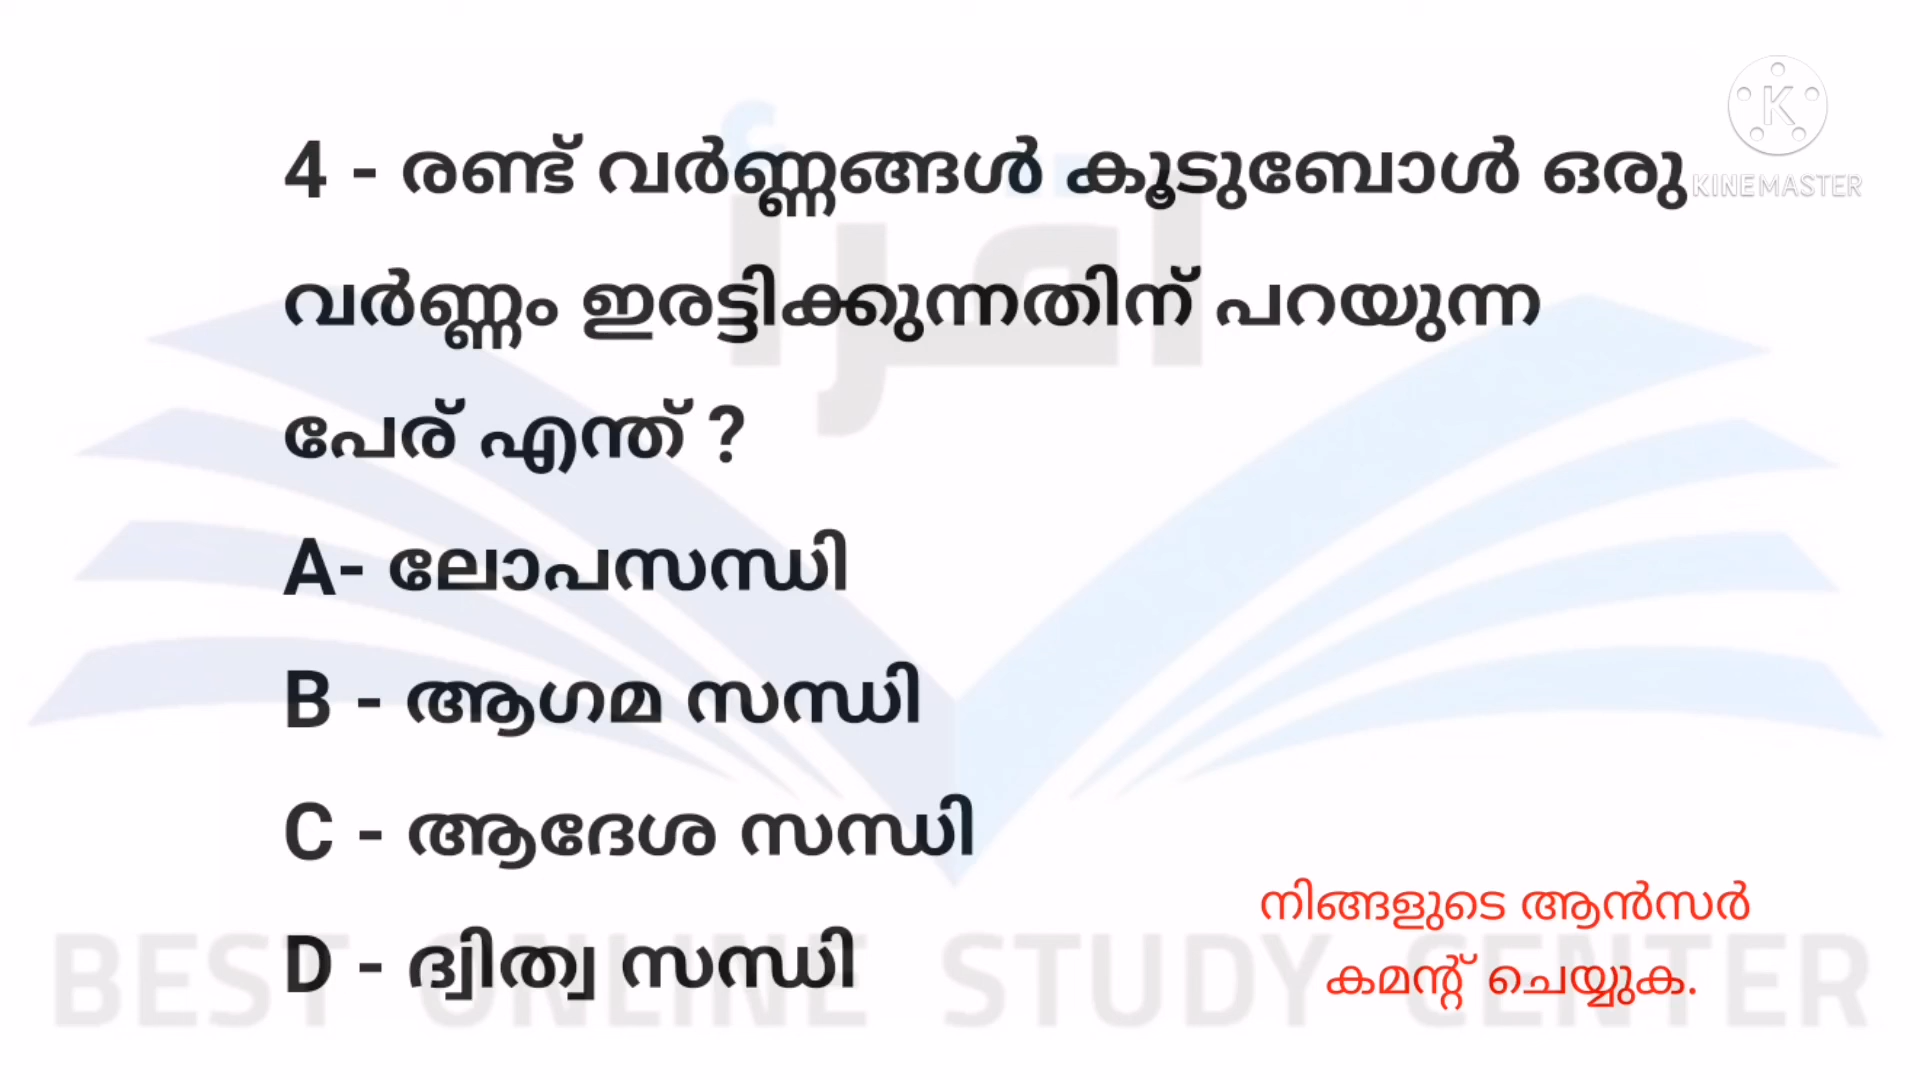 4 - രണ്ട് വർണ്ണങ്ങൾ കൂടുബോൾ ഒരു
വർണ്ണം ഇരട്ടിക്കുന്നതിന് പറയുന്ന
പേര് എന്ത് ?
A- ലോപസന്ധി
B - ആഗമ സന്ധി
C - ആദേശ സന്ധി
D - ദ്വിത്വ സന്ധി
നിങ്ങളുടെ ആൻസർ
കമന്റ് ചെയ്യുക.
K
KINEMASTER
اقرأ
BEST ONLINE STUDY CENTER